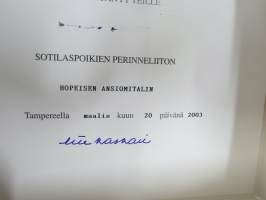 SOTILASPOIKIEN PERINNELIITON
HOPEISEN ANSIOMITALIN
Tampereella maalis kuun 20 päivänä 2003